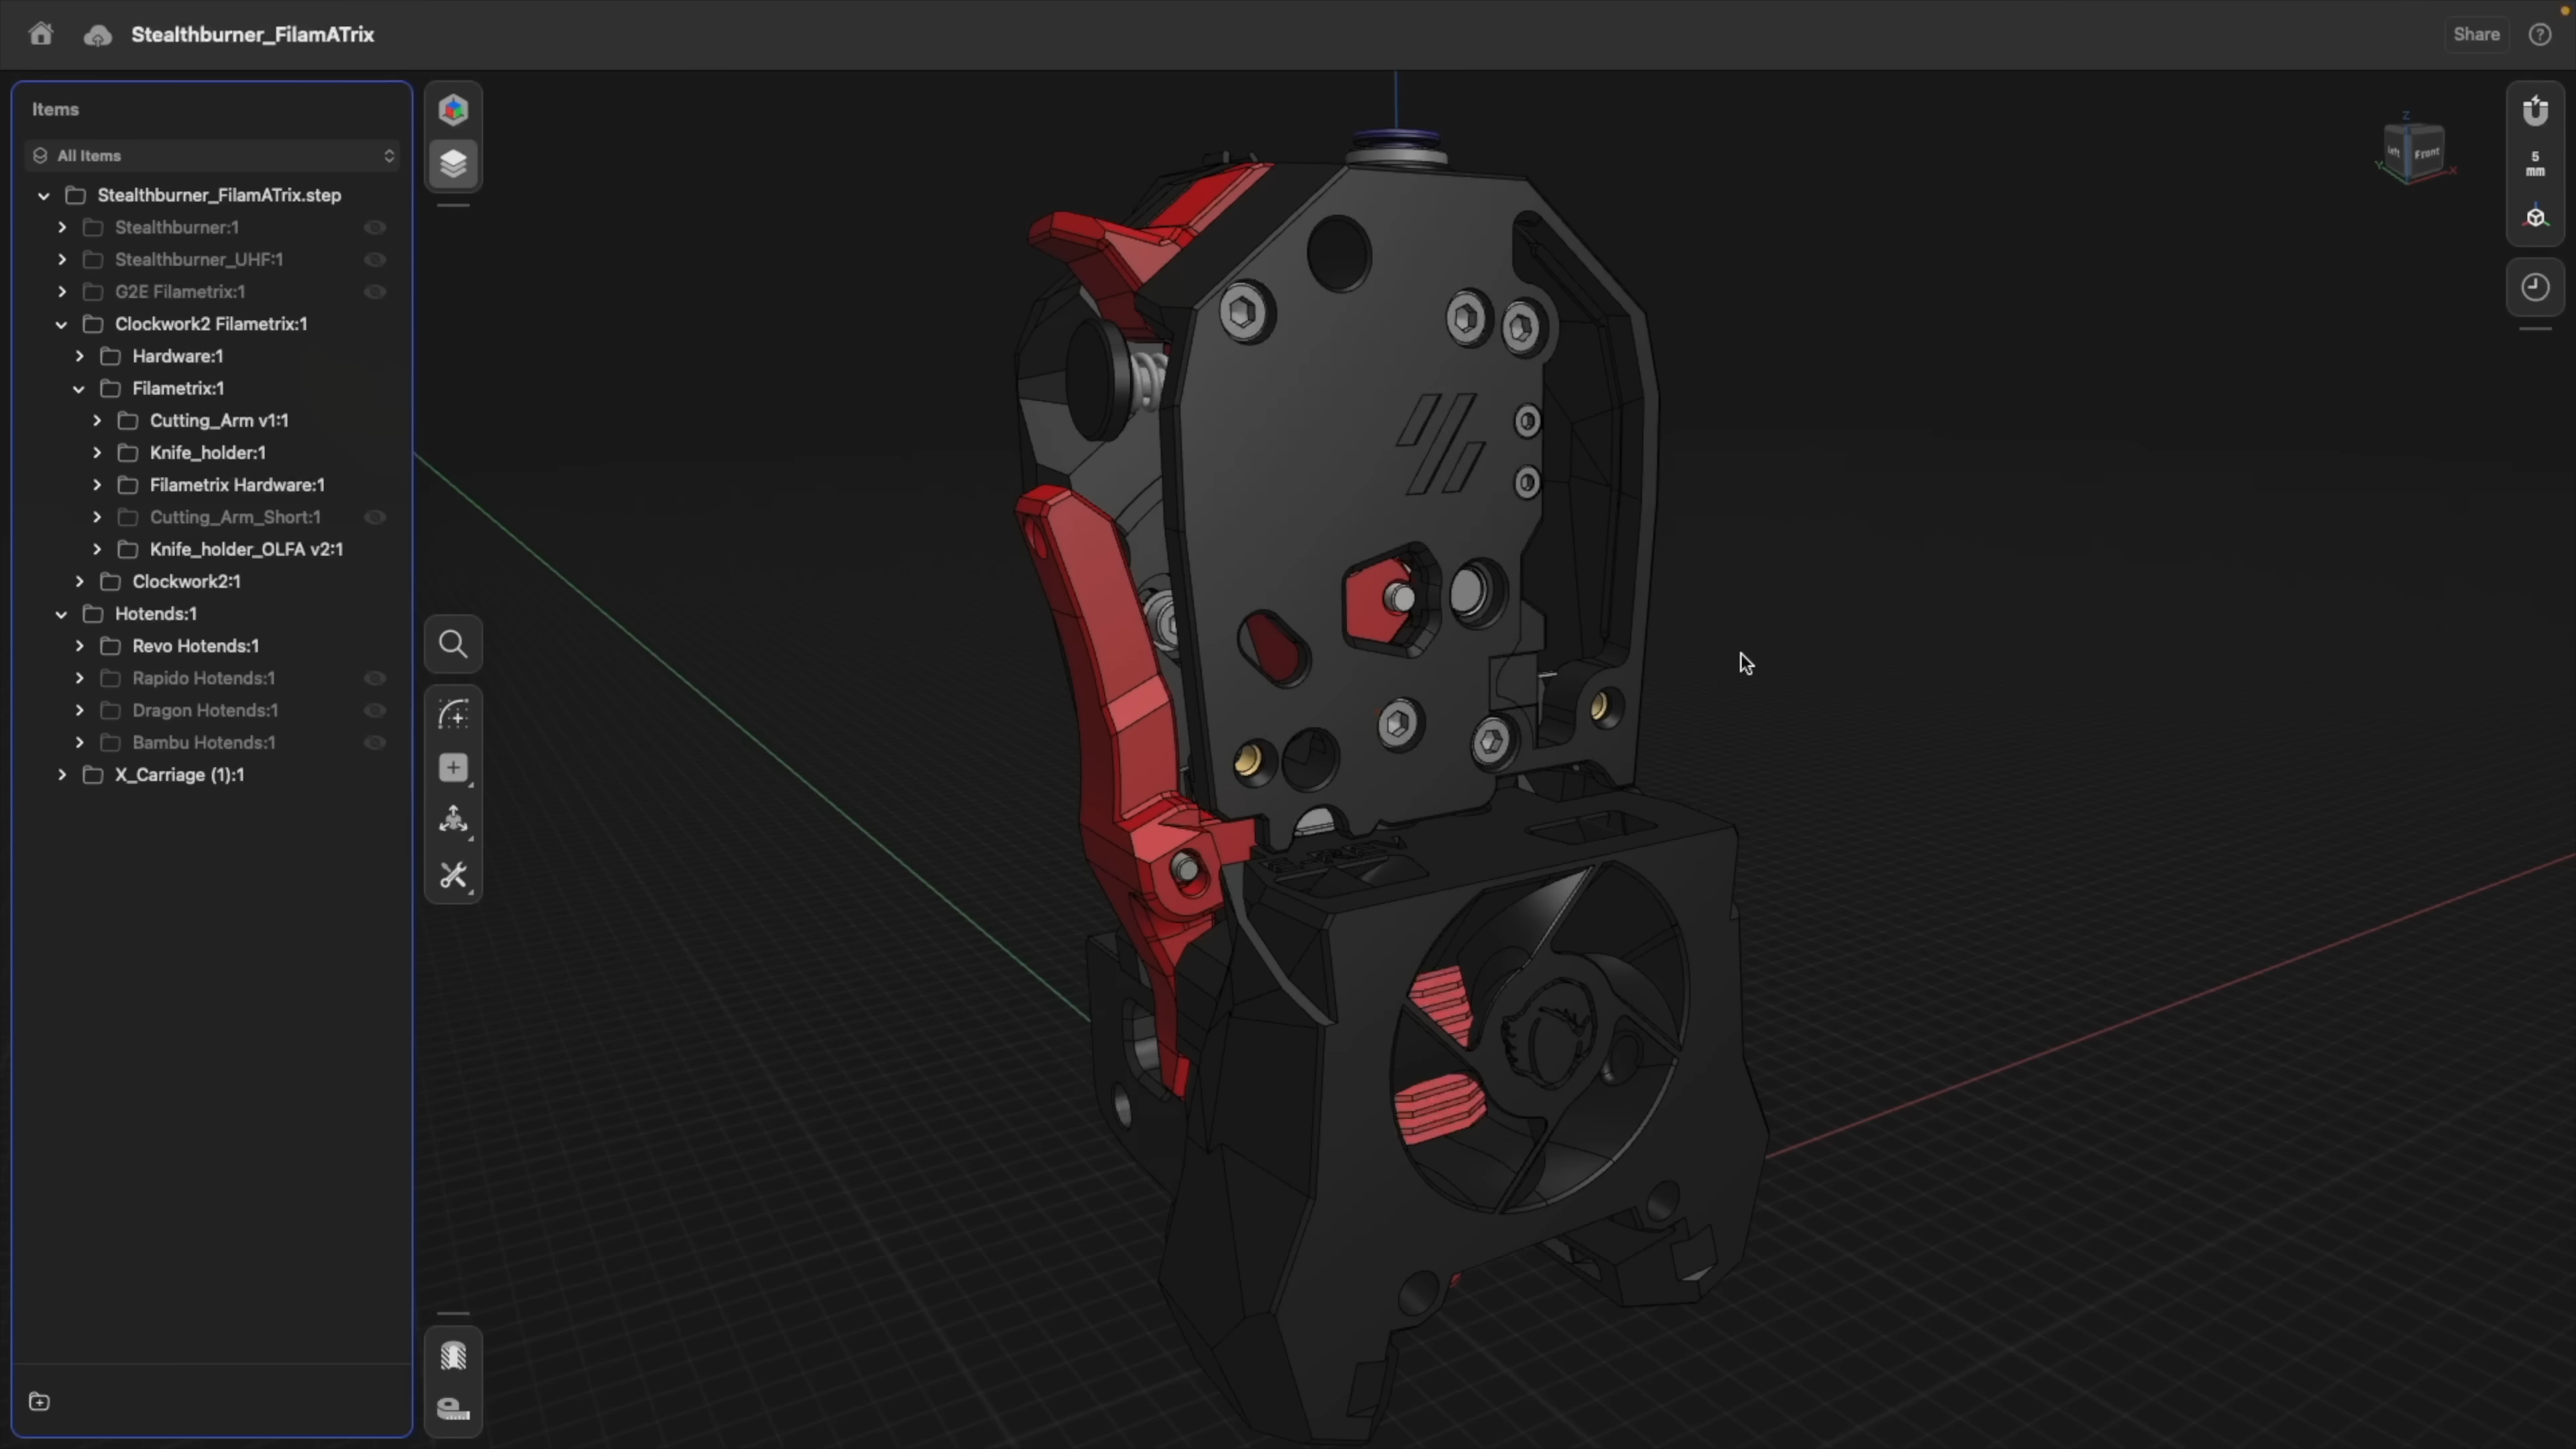 Stealthburner_FilamATrix
Share
Items
All Items
Stealthburner_FilamATrix.step
Stealthburner:1
Stealthburner_UHF:1
G2E Filametrix:1
Clockwork2 Filametrix:1
Hardware:1
Filametrix:1
Cutting_Arm v1:1
Knife_holder:1
Filametrix Hardware:1
Cutting_Arm_Short:1
Knife_holder_OLFA v2:1
Clockwork2:1
Hotends:1
Revo Hotends:1
Rapido Hotends:1
Dragon Hotends:1
Bambu Hotends:1
X_Carriage (1):1
Z
Left
Front
Y
X
5
mm